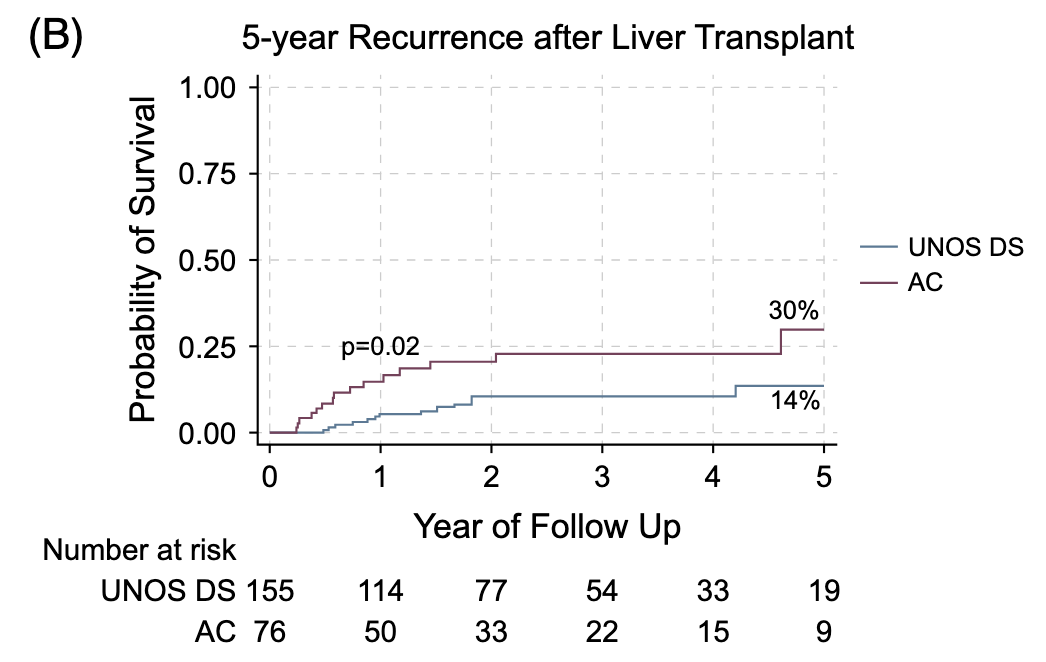 (B)
5-year Recurrence after Liver Transplant
Probability of Survival
1.00
0.75
0.50
0.25
0.00
p=0.02
30%
14%
UNOS DS
AC
0 1 2 3 4 5
Year of Follow Up
Number at risk
UNOS DS 155 114 77 54 33 19
AC 76 50 33 22 15 9